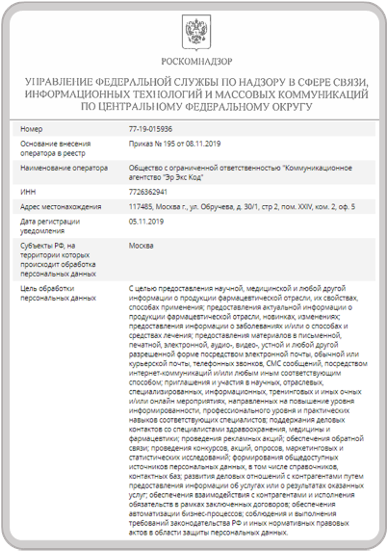 РОСКОМНАДЗОР
УПРАВЛЕНИЕ ФЕДЕРАЛЬНОЙ СЛУЖБЫ ПО НАДЗОРУ В СФЕРЕ СВЯЗИ,
ИНФОРМАЦИОННЫХ ТЕХНОЛОГИЙ И МАССОВЫХ КОММУНИКАЦИЙ
ПО ЦЕНТРАЛЬНОМУ ФЕДЕРАЛЬНОМУ ОКРУГУ
Номер 77-19-015936
Основание внесения Приказ № 195 от 08.11.2019
оператора в реестр
Наименование оператора Общество с ограниченной ответственностью "Коммуникационное
агентство "Эр Экс Код"
ИНН 7726362941
Адрес местонахождения 117485, Москва г., ул. Обручева, д. 30/1, стр 2, пом. XXIV, ком. 2, оф. 5
Дата регистрации 05.11.2019
уведомления
Субъекты РФ, на Москва
территории которых
происходит обработка
персональных данных
Цель обработки С целью предоставления научной, медицинской и любой другой
персональных данных информации о продукции фармацевтической отрасли, их свойствах,
способах применения; предоставления актуальной информации о
продукции фармацевтической отрасли, новинках, изменениях;
предоставления информации о заболеваниях и/или о способах и
средствах лечения; предоставления материалов в письменной,
печатной, электронной, аудио-, видео-, устной и любой другой
разрешенной форме посредством электронной почты, обычной или
курьерской почты, телефонных звонков, СМС сообщений, посредством
интернет-коммуникаций и/или любым иным соответствующим
способом; приглашения и участия в научных, отраслевых,
специализированных, информационных, тренинговых и иных очных
и/или онлайн мероприятиях, направленных на повышение уровня
информированности, профессионального уровня и практических
навыков соответствующих специалистов; поддержания деловых
контактов со специалистами здравоохранения, медицины и
фармацевтики; проведения рекламных акций; обеспечения обратной
связи; проведения конкурсов, акций, опросов, маркетинговых и
статистических исследований; формирования общедоступных
источников персональных данных, в том числе справочников,
контактных баз; развития деловых отношений с контрагентами путем
предоставления информации об услугах или о результатах оказанных
услуг; обеспечения взаимодействия с контрагентами и исполнения
обязательств в рамках заключенных договоров; обеспечения
автоматизации бизнес-процессов; соблюдения и выполнения
требований законодательства РФ и иных нормативных правовых
актов в области защиты персональных данных.